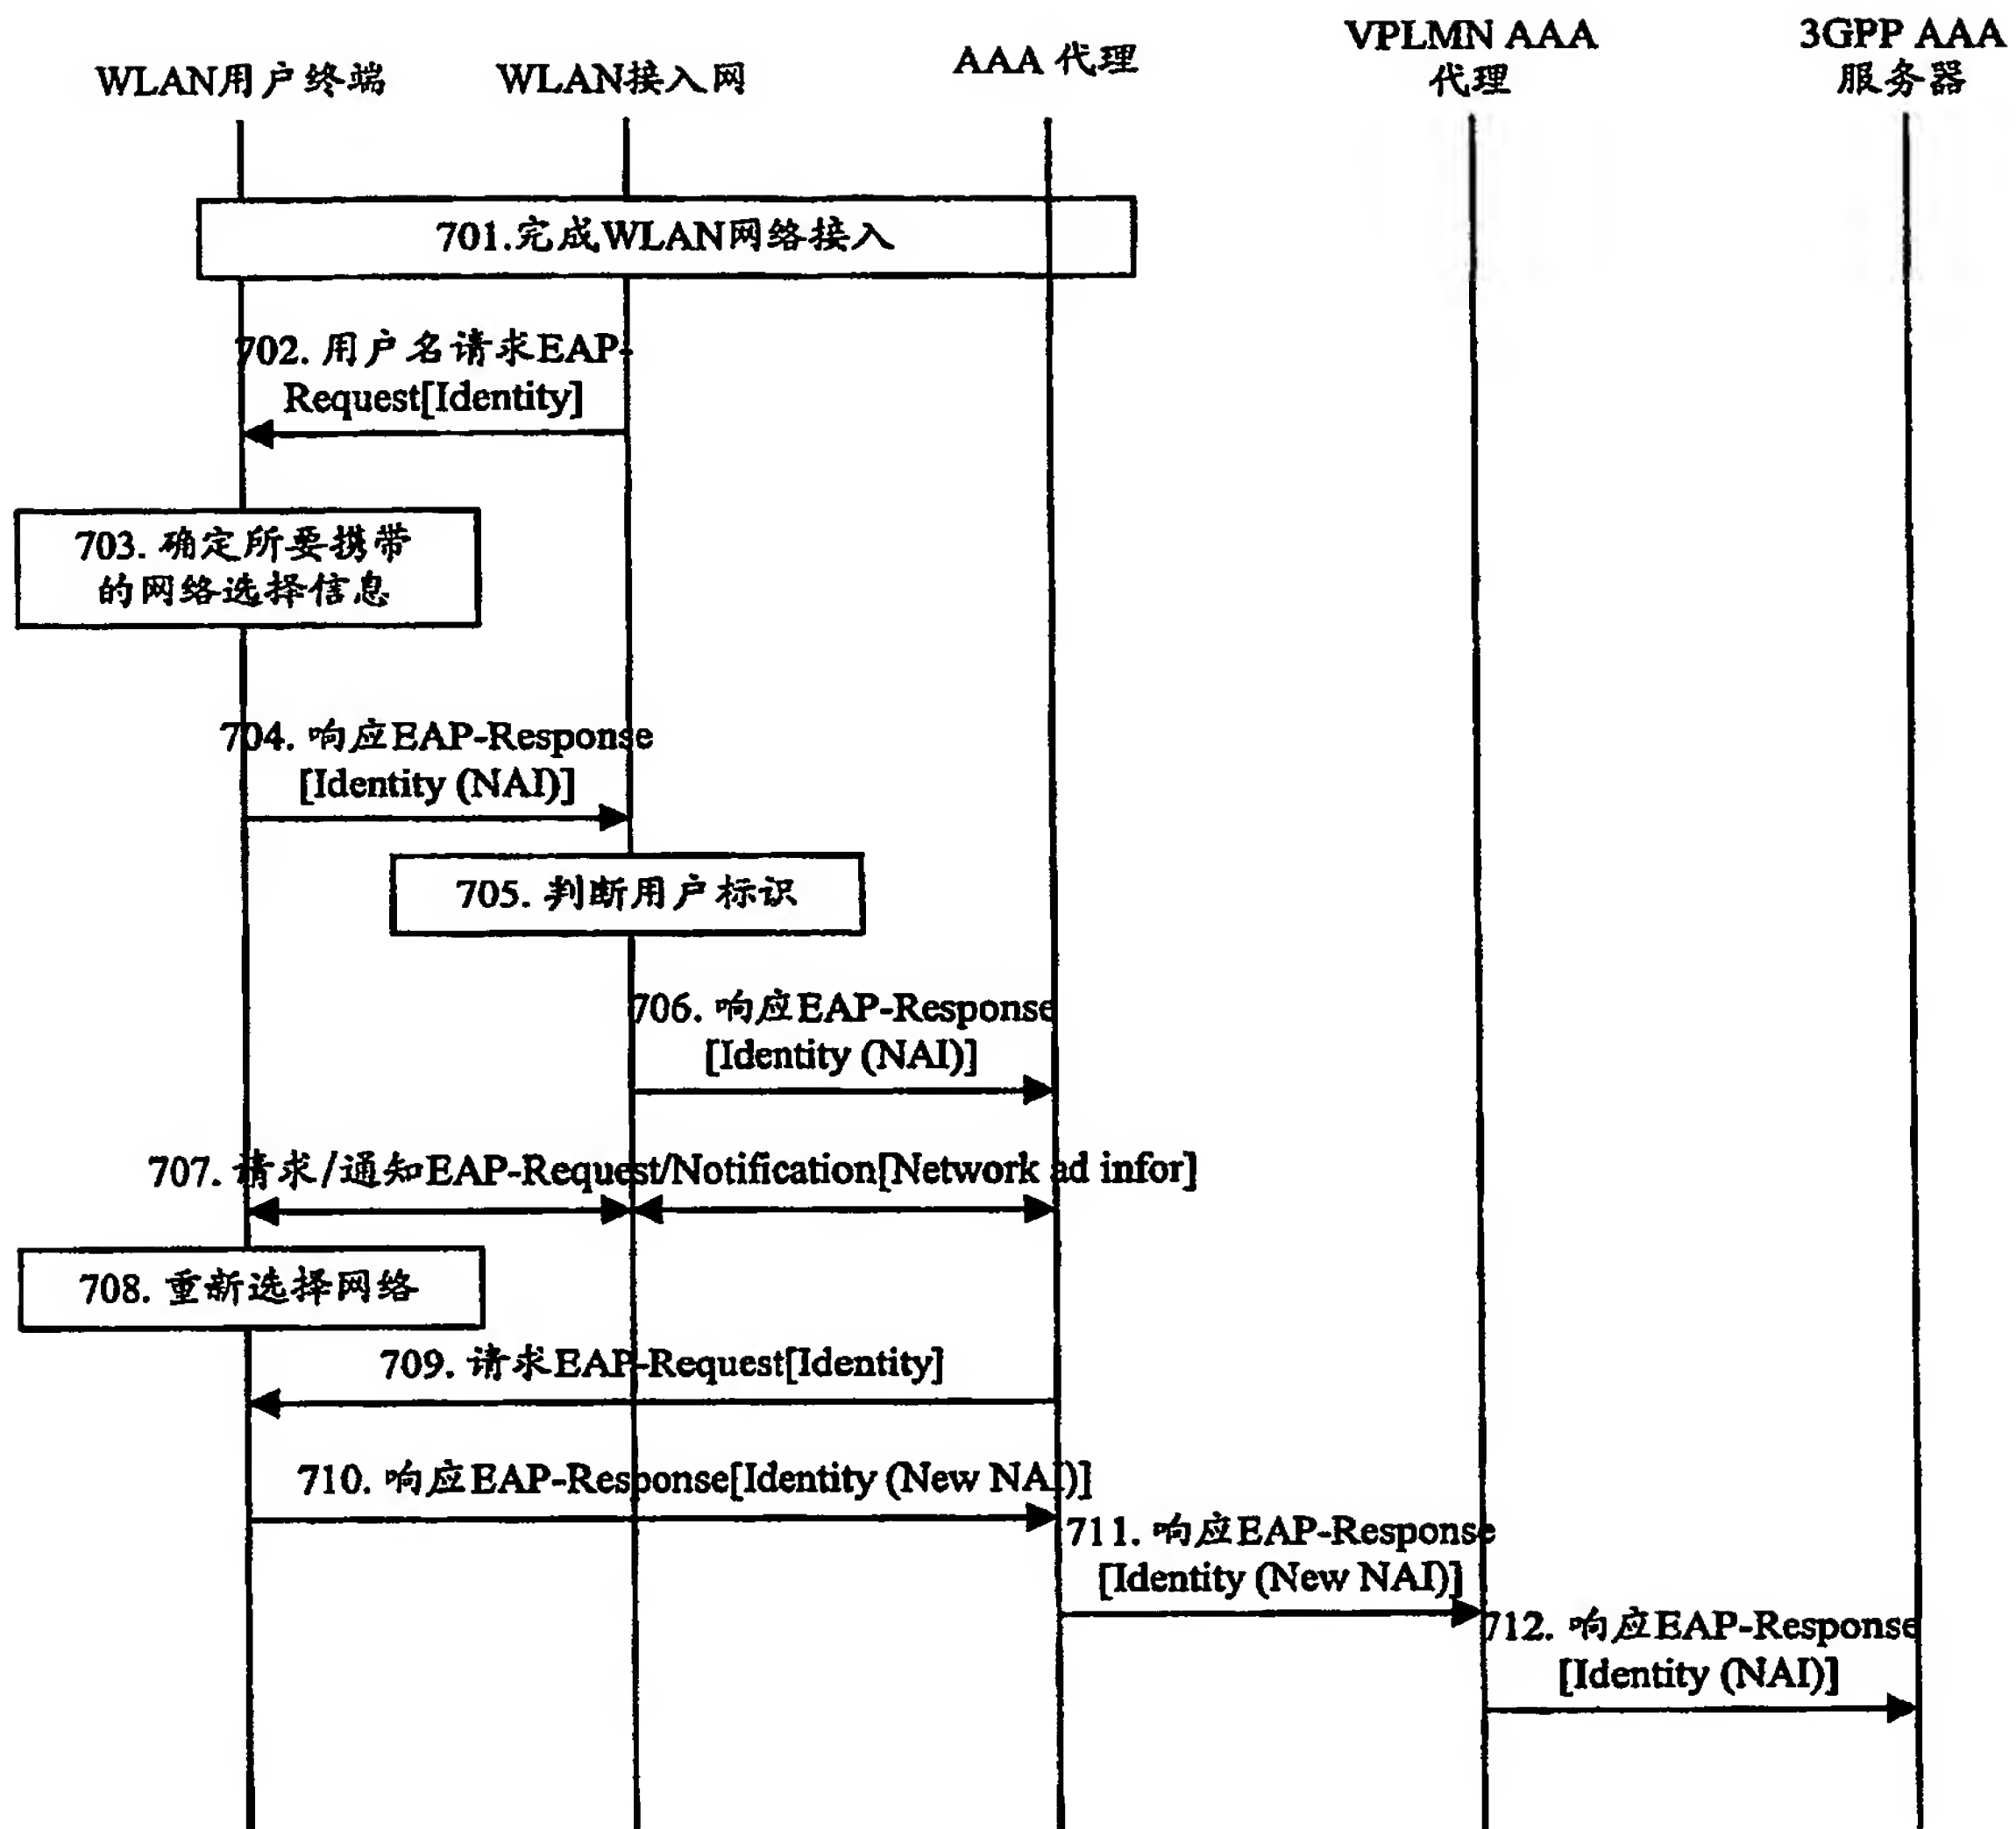 WLAN用户终端
WLAN接入网
AAA 代理
VPLMN AAA
代理
3GPP AAA
服务器
701.完成WLAN网络接入
702. 用户名请求EAP-
Request[Identity]
703. 确定所要携带
的网络选择信息
704. 响应EAP-Response
[Identity (NAI)]
705. 判断用户标识
706. 响应EAP-Response
[Identity (NAI)]
707. 请求/通知EAP-Request/Notification[Network ad infor]
708. 重新选择网络
709. 请求EAP-Request[Identity]
710. 响应EAP-Response[Identity (New NAI)]
711. 响应EAP-Response
[Identity (New NAI)]
712. 响应EAP-Response
[Identity (NAI)]